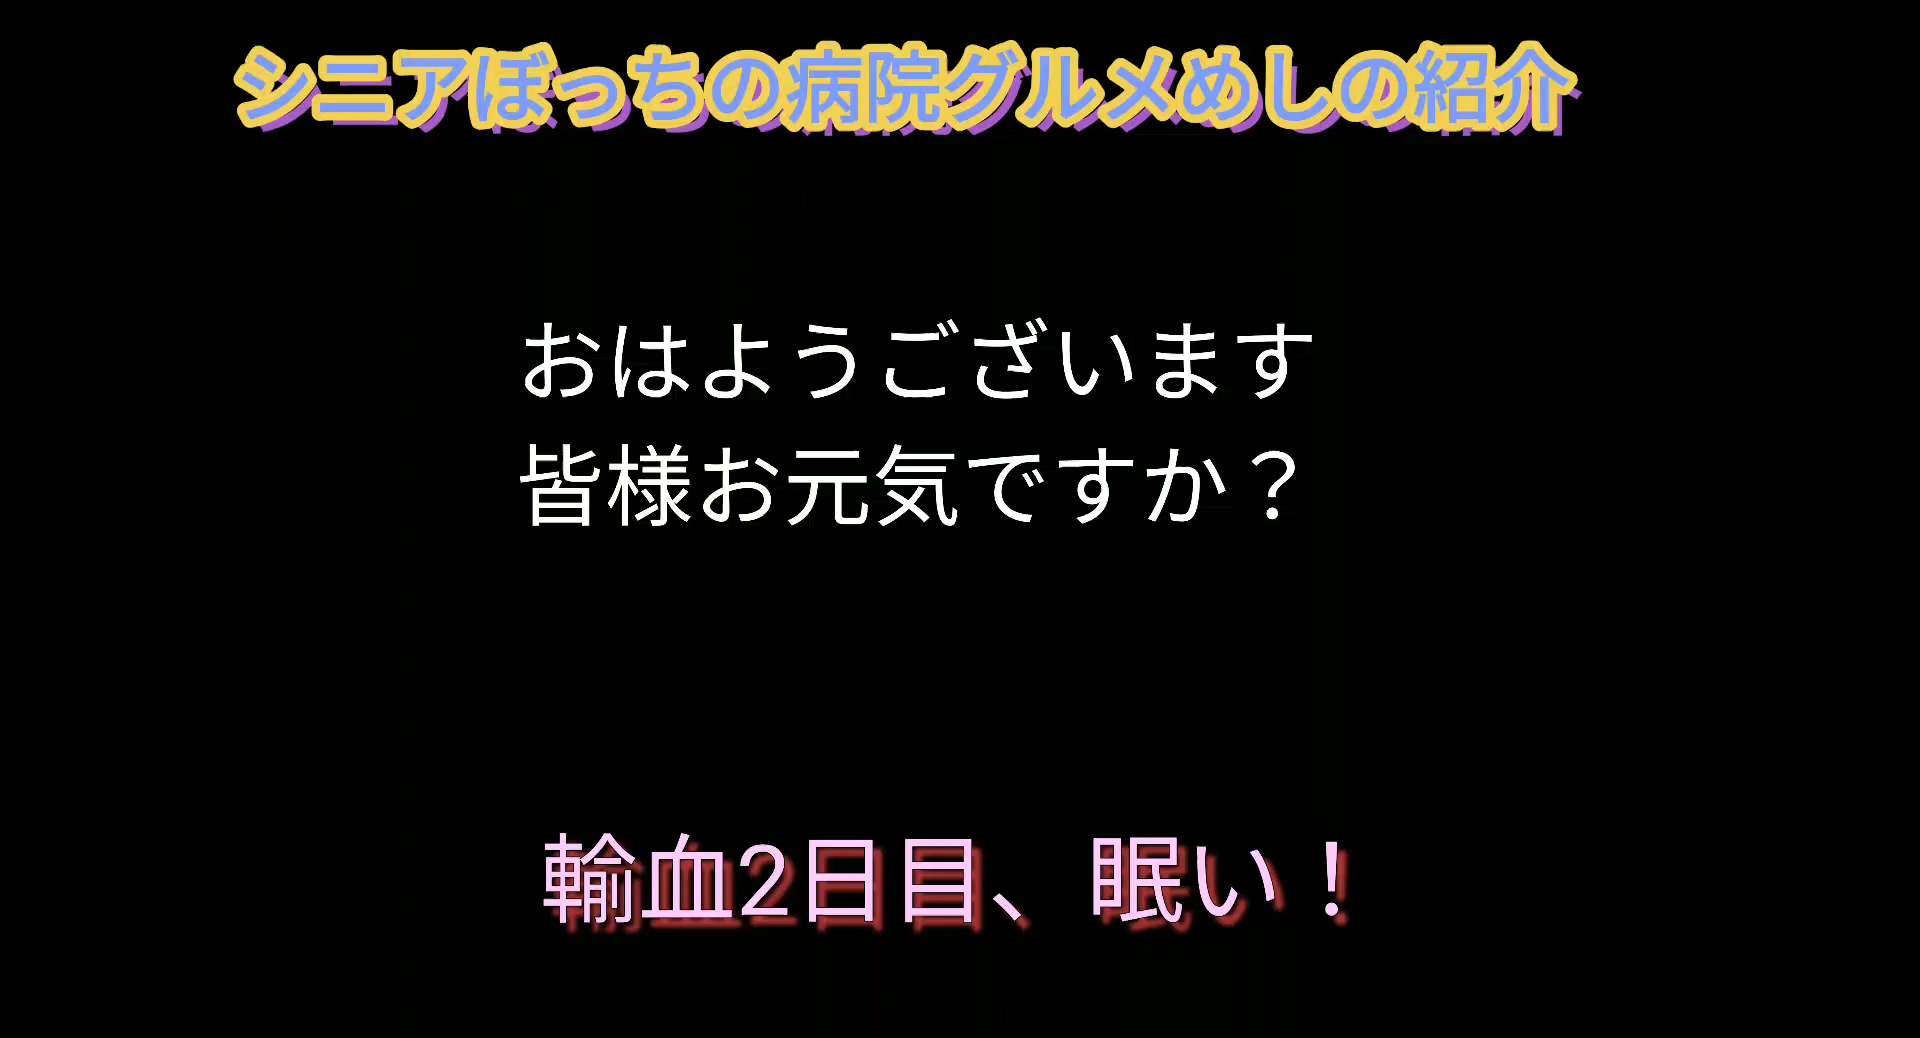 シニアぼっちの病院グルメめしの紹介
おはようございます
皆様お元気ですか？
輸血2日目、眠い！